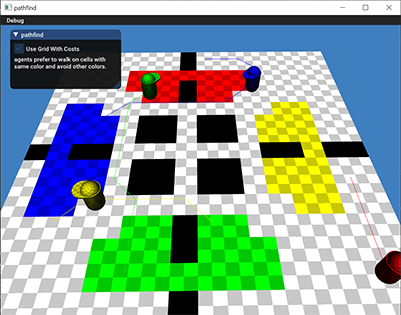 pathfind
Debug
pathfind
Use Grid With Costs
agents prefer to walk on cells with
same color and avoid other colors.